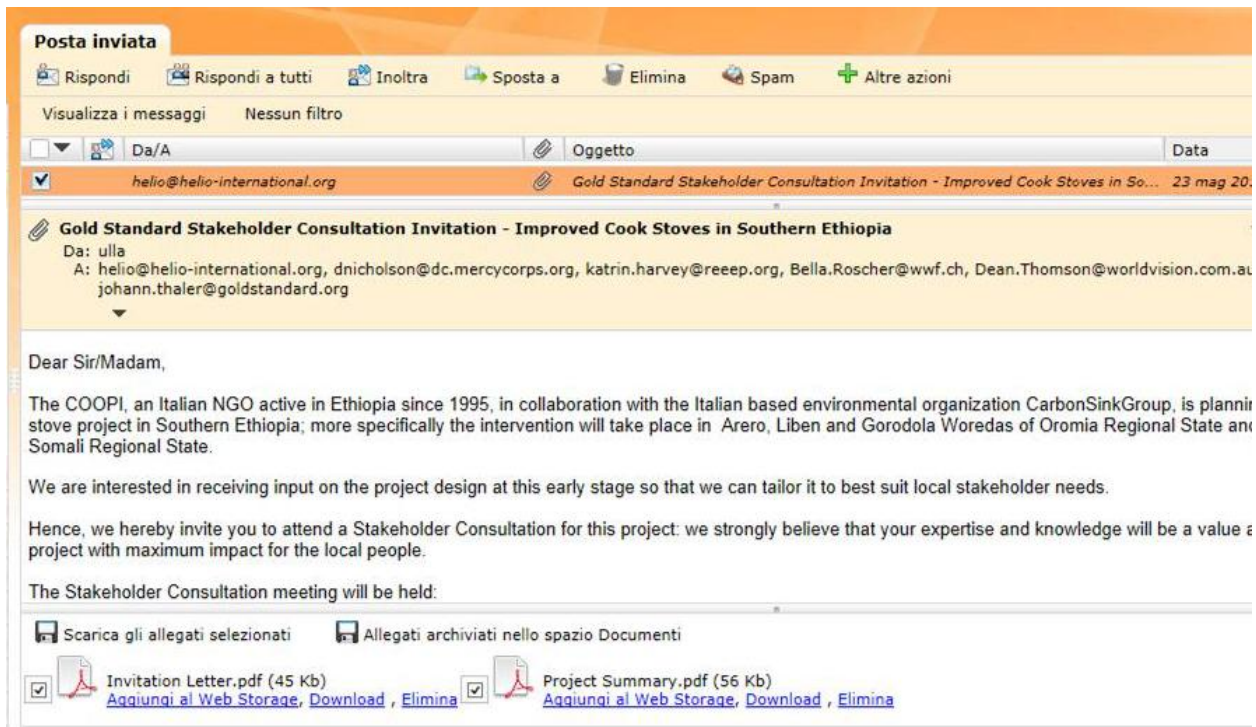 Posta inviata
Rispondi Rispondi a tutti Inoltra Sposta a Elimina Spam Altre azioni
Visualizza i messaggi Nessun filtro
Da/A Oggetto Data
helio@helio-international.org Gold Standard Stakeholder Consultation Invitation - Improved Cook Stoves in So... 23 mag 20
Gold Standard Stakeholder Consultation Invitation - Improved Cook Stoves in Southern Ethiopia
Da: ulla
A: helio@helio-international.org, dnicholson@dc.mercycorps.org, katrin.harvey@reeep.org, Bella.Roscher@wwf.ch, Dean.Thomson@worldvision.com.au
johann.thaler@goldstandard.org
Dear Sir/Madam,
The COOPI, an Italian NGO active in Ethiopia since 1995, in collaboration with the Italian based environmental organization CarbonSinkGroup, is plannin
stove project in Southern Ethiopia; more specifically the intervention will take place in Arero, Liben and Gorodola Woredas of Oromia Regional State and
Somali Regional State.
We are interested in receiving input on the project design at this early stage so that we can tailor it to best suit local stakeholder needs.
Hence, we hereby invite you to attend a Stakeholder Consultation for this project: we strongly believe that your expertise and knowledge will be a value a
project with maximum impact for the local people.
The Stakeholder Consultation meeting will be held:
Scarica gli allegati selezionati Allegati archiviati nello spazio Documenti
Invitation Letter.pdf (45 Kb) Project Summary.pdf (56 Kb)
Aggiungi al Web Storage, Download , Elimina Aggiungi al Web Storage, Download , Elimina